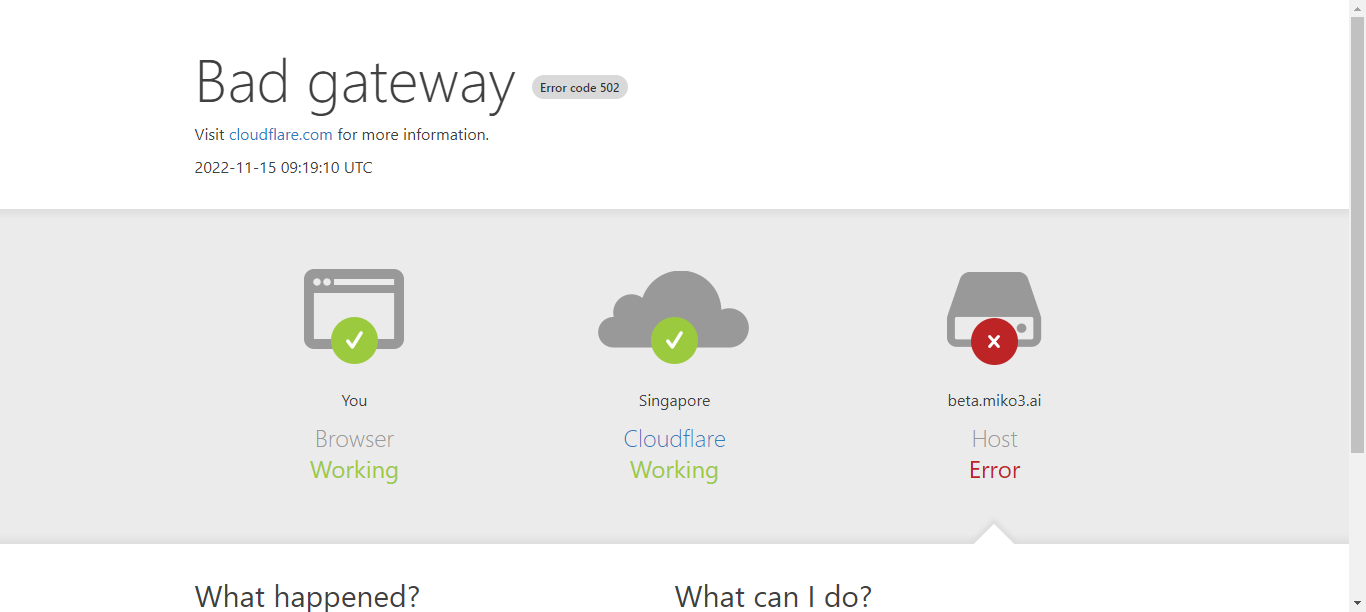 Bad gateway Error code 502
Visit cloudflare.com for more information.
2022-11-15 09:19:10 UTC
You
Browser
Working
Singapore
Cloudflare
Working
beta.miko3.ai
Host
Error
What happened?
What can I do?